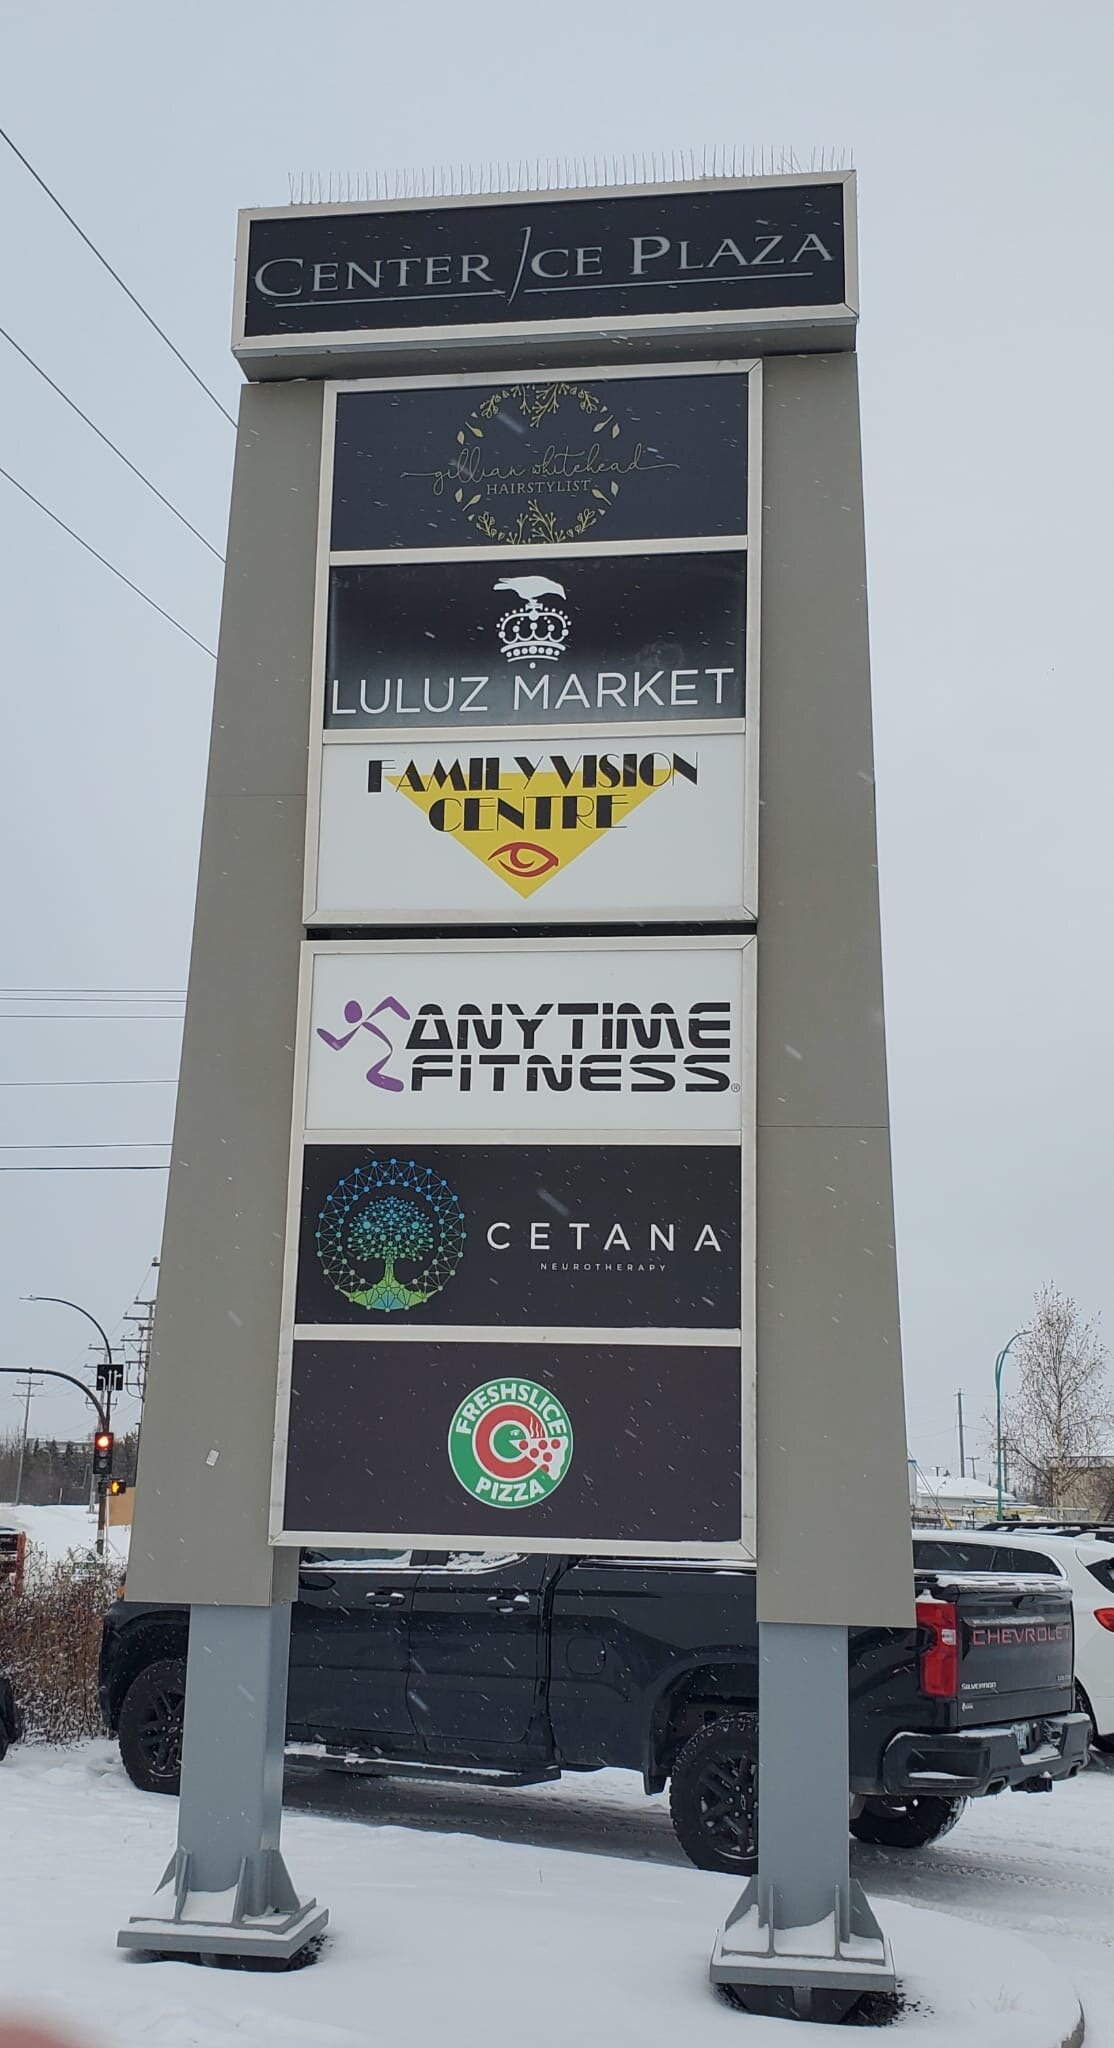 CENTER ICE PLAZA
gillian whitehead
HAIRSTYLIST
LULUZ MARKET
FAMILY VISION
CENTRE
ANYTIME
FITNESS®
CETANA
NEUROTHERAPY
FRESHSLICE
PIZZA
CHEVROLET
SILVERADO